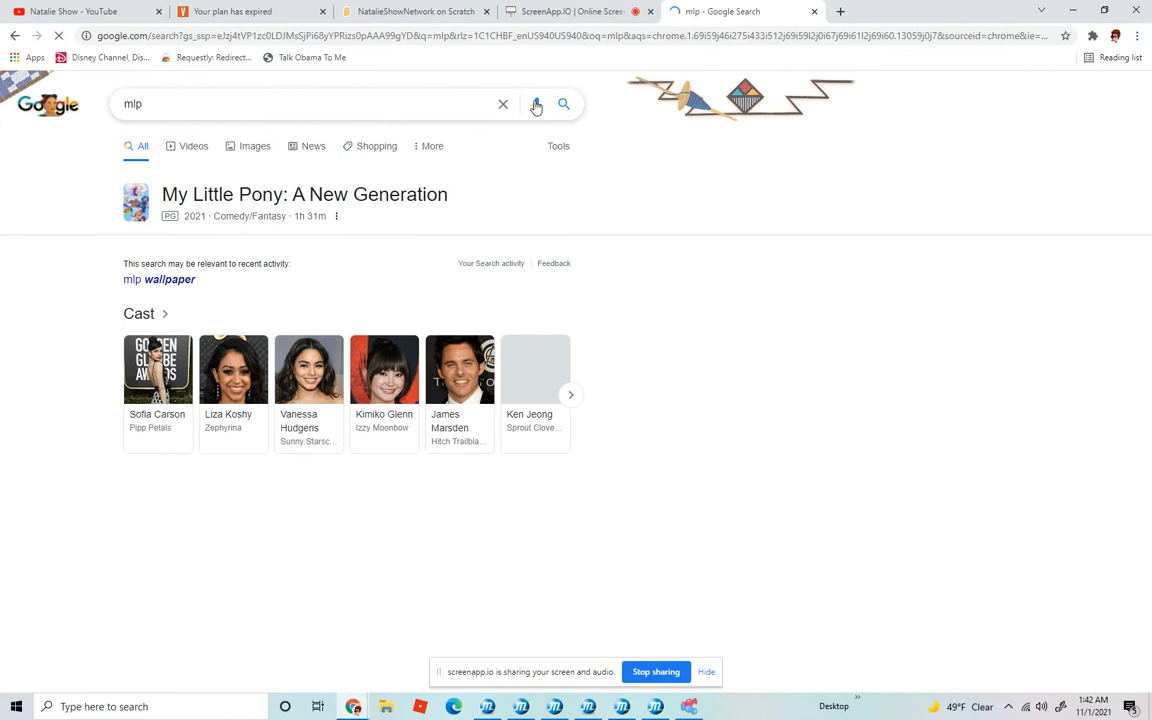 Natalie Show - YouTube
Your plan has expired
NatalieShowNetwork on Scratch
ScreenApp.IO | Online Scree
mlp - Google Search
google.com/search?gs_ssp=eJzj4tVP1zc0LDJMsSjPi68yYPRizs0pAAA99gYD&q=mlp&rlz=1C1CHBF_enUS940US940&oq=mlp&aqs=chrome.1.69i59j46i275i433i512j69i59l2j0i67j69i61l2j69i60.13059j0j7&sourceid=chrome&ie=...
Apps
Disney Channel, Dis...
Requestly: Redirect...
Talk Obama To Me
Reading list
Google
mlp
All
Videos
Images
News
Shopping
More
Tools
My Little Pony: A New Generation
PG 2021 · Comedy/Fantasy · 1h 31m
This search may be relevant to recent activity:
Your Search activity
Feedback
mlp wallpaper
Cast
GOLDEN GLOBE AWARDS
Sofia Carson
Pipp Petals
Liza Koshy
Zephyrina
Vanessa Hudgens
Sunny Starsc...
Kimiko Glenn
Izzy Moonbow
James Marsden
Hitch Trailbla...
Ken Jeong
Sprout Clove...
screenapp.io is sharing your screen and audio.
Stop sharing
Hide
Type here to search
Desktop
49°F Clear
1:42 AM
11/1/2021
5